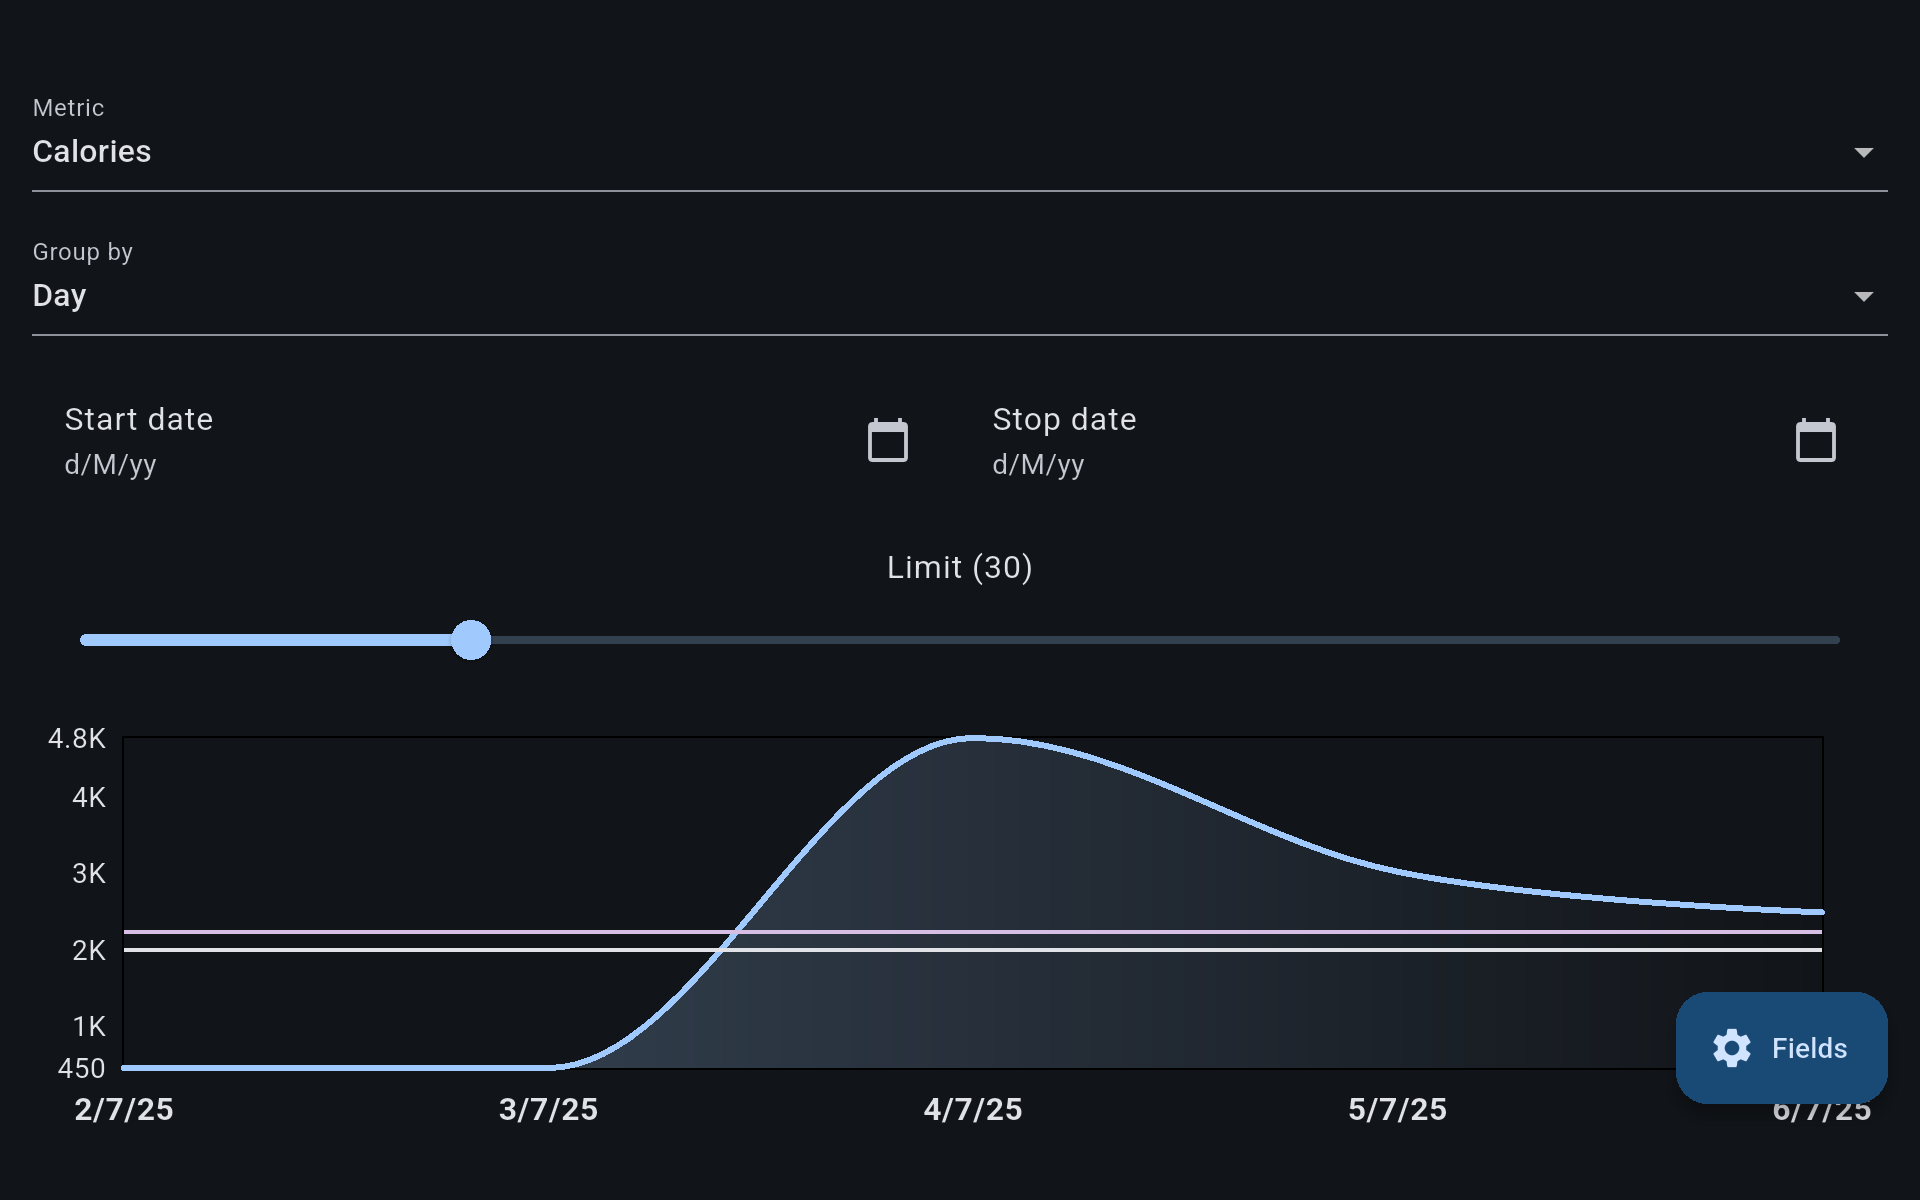 Metric
Calories
Group by
Day
Start date
d/M/yy
Stop date
d/M/yy
Limit (30)
4.8K
4K
3K
2K
1K
450
Fields
2/7/25
3/7/25
4/7/25
5/7/25
6/7/25